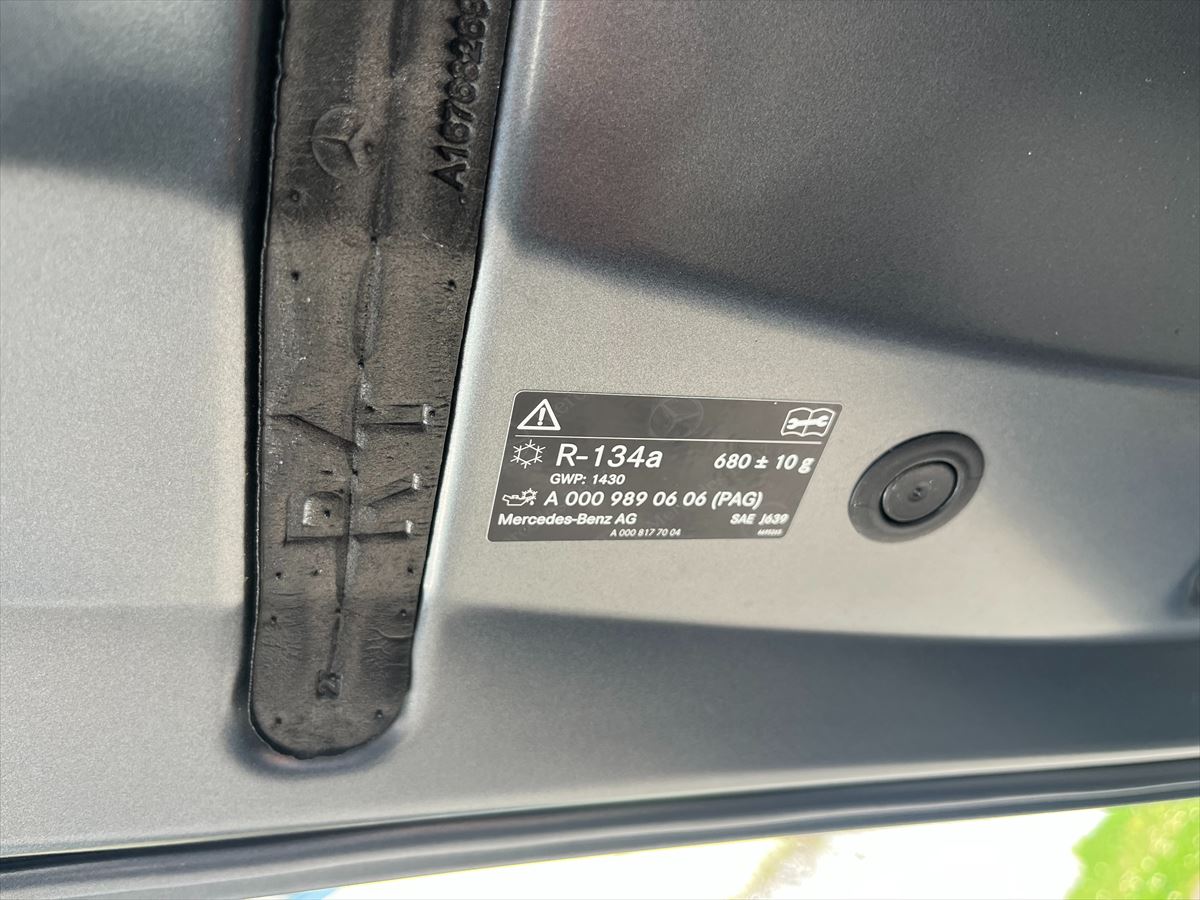 R-134a 680 ± 10 g
GWP: 1430
A 000 989 06 06 (PAG)
Mercedes-Benz AG SAE J639
A 000 817 70 04